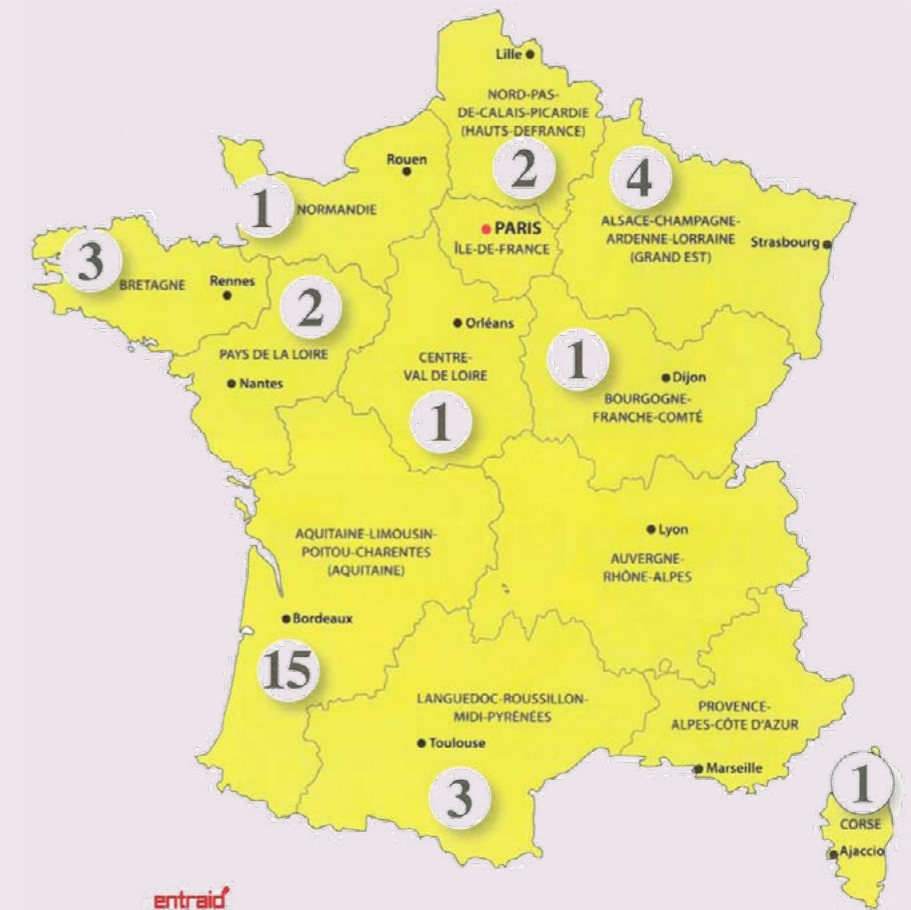 Lille
NORD-PAS-
DE-CALAIS-PICARDIE
(HAUTS-DEFRANCE)
2
4
Rouen
1
NORMANDIE
PARIS
ÎLE-DE-FRANCE
ALSACE-CHAMPAGNE-
ARDENNE-LORRAINE
(GRAND EST)
Strasbourg
3
BRETAGNE
Rennes
2
PAYS DE LA LOIRE
Nantes
Orléans
CENTRE-
VAL DE LOIRE
1
1
Dijon
BOURGOGNE-
FRANCHE-COMTÉ
AQUITAINE-LIMOUSIN-
POITOU-CHARENTES
(AQUITAINE)
Bordeaux
15
Lyon
AUVERGNE-
RHÔNE-ALPES
LANGUEDOC-ROUSSILLON-
MIDI-PYRÉNÉES
Toulouse
3
PROVENCE-
ALPES-CÔTE D'AZUR
Marseille
1
CORSE
Ajaccio
entraid'